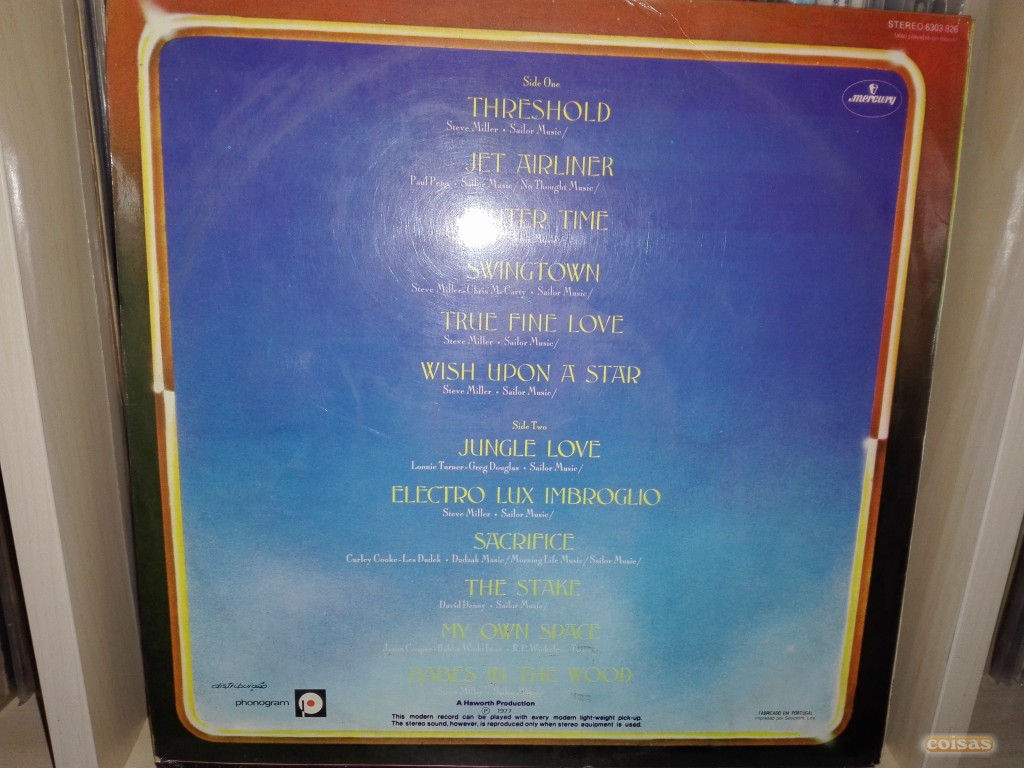 STEREO 6303 926
mercury
Side One
THRESHOLD
Steve Miller • Sailor Music/
JET AIRLINER
Paul Pena • Sailor Music/ No Thought Music/
TER TIME
SWINGTOWN
Steve Miller-Chris McCarty • Sailor Music/
TRUE FINE LOVE
Steve Miller • Sailor Music/
WISH UPON A STAR
Steve Miller • Sailor Music/
Side Two
JUNGLE LOVE
Lonnie Turner-Greg Douglas • Sailor Music/
ELECTRO LUX IMBROGLIO
Steve Miller • Sailor Music/
SACRIFICE
Curley Cooke-Les Dudek • Dudzak Music/Morning Life Music/Sailor Music/
THE STAKE
David Denny • Sailor Music/
MY OWN SPACE
BABES IN THE WOOD
distribuição
phonogram
A Haworth Production
Ⓟ 1977
This modern record can be played with every modern light-weight pick-up.
The stereo sound, however, is reproduced only when stereo equipment is used.
FABRICADO EM PORTUGAL
coisas